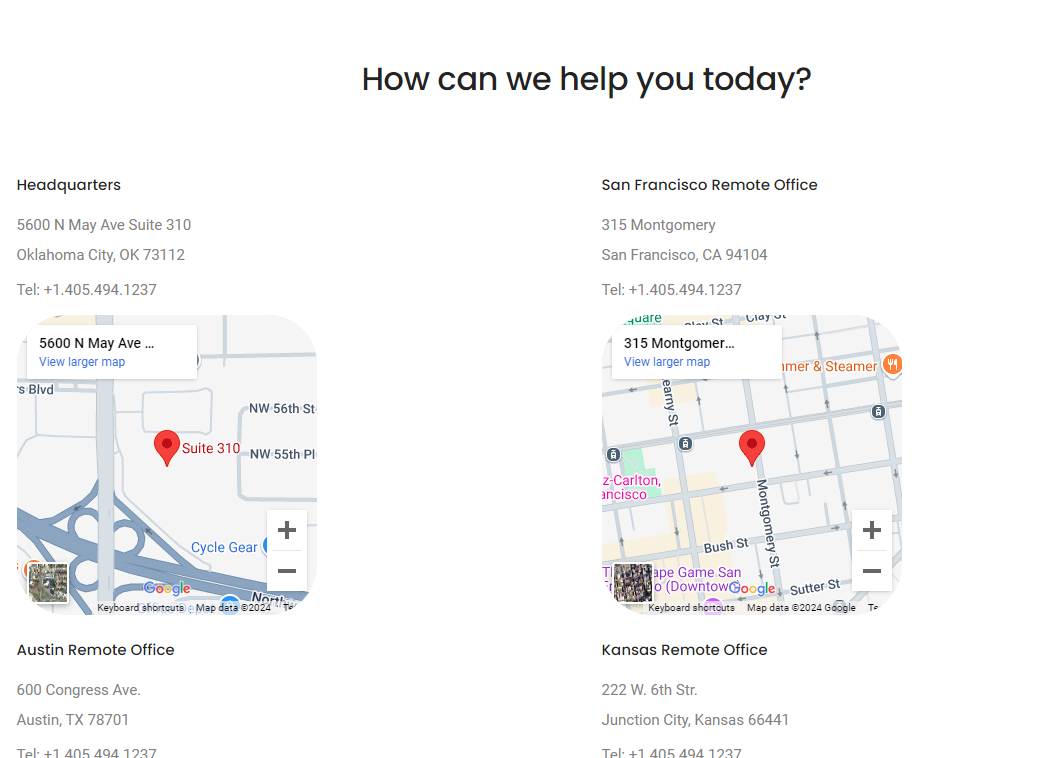 How can we help you today?
Headquarters
5600 N May Ave Suite 310
Oklahoma City, OK 73112
Tel: +1.405.494.1237
5600 N May Ave ...
View larger map
rs Blvd
NW 56th St
NW 55th Pl
Suite 310
Cycle Gear
North
Google
Keyboard shortcuts
Map data ©2024
San Francisco Remote Office
315 Montgomery
San Francisco, CA 94104
Tel: +1.405.494.1237
quare
Clay St
Clay St
315 Montgomer...
View larger map
mmer & Steamer
earny St
z-Carlton,
ancisco
Montgomery St
Bush St
ape Game San
o (Downtown)
Sutter St
Google
Keyboard shortcuts
Map data ©2024 Google
Austin Remote Office
600 Congress Ave.
Austin, TX 78701
Tel: +1.405.494.1237
Kansas Remote Office
222 W. 6th Str.
Junction City, Kansas 66441
Tel: +1.405.494.1237